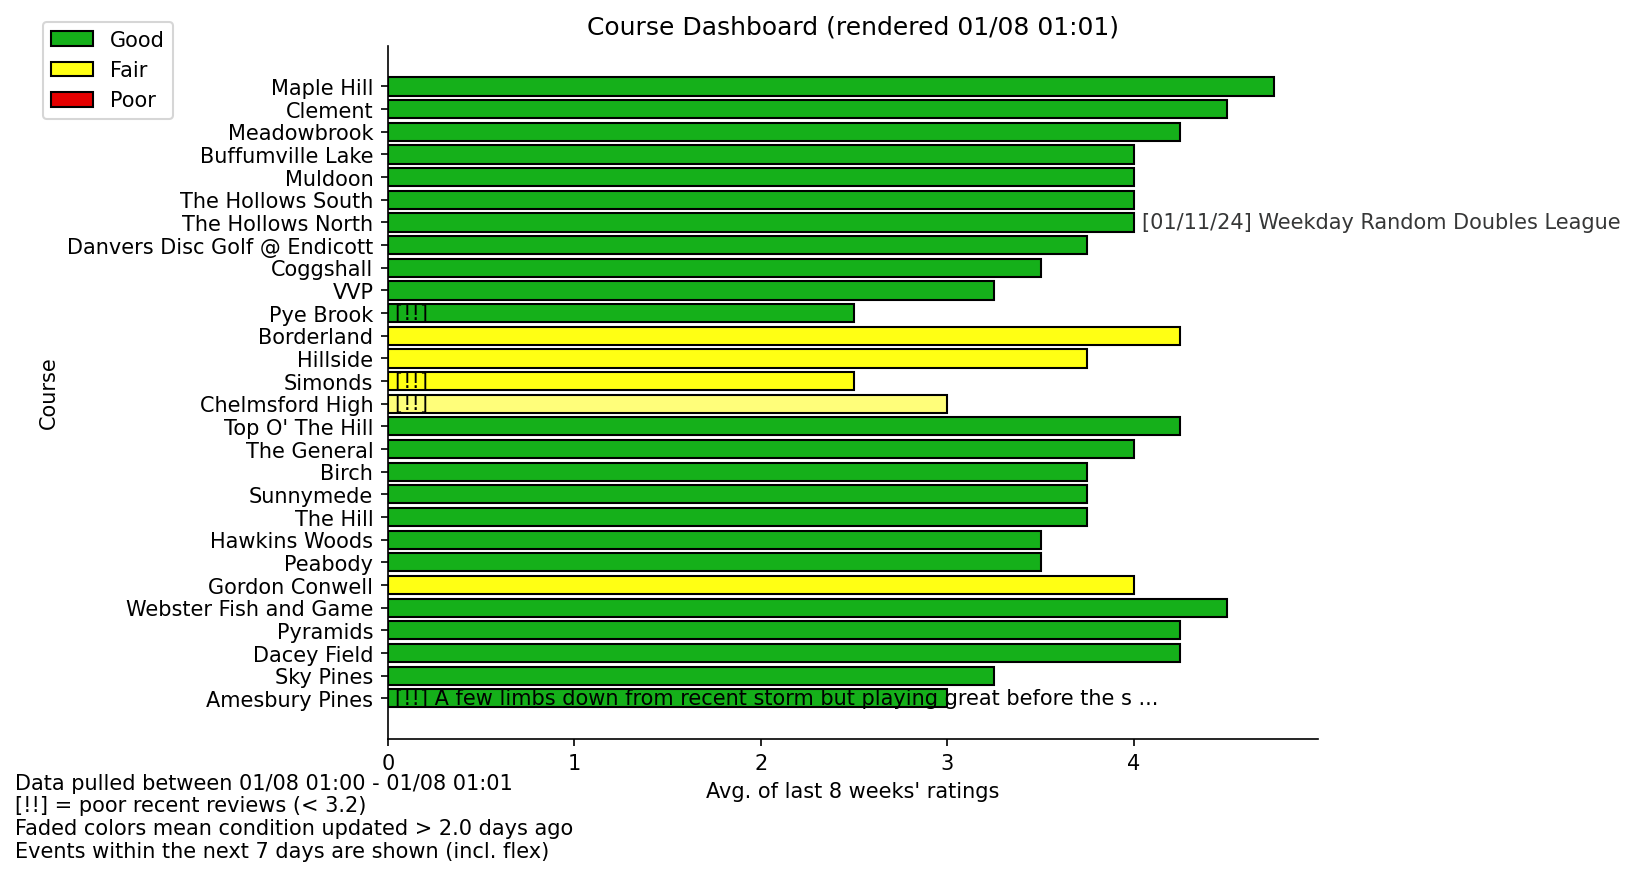 Course Dashboard (rendered 01/08 01:01)
Good
Fair
Poor
Course
Maple Hill
Clement
Meadowbrook
Buffumville Lake
Muldoon
The Hollows South
The Hollows North [01/11/24] Weekday Random Doubles League
Danvers Disc Golf @ Endicott
Coggshall
VVP
Pye Brook [!!]
Borderland
Hillside
Simonds [!!]
Chelmsford High [!!]
Top O' The Hill
The General
Birch
Sunnymede
The Hill
Hawkins Woods
Peabody
Gordon Conwell
Webster Fish and Game
Pyramids
Dacey Field
Sky Pines
Amesbury Pines [!!] A few limbs down from recent storm but playing great before the s ...
0 1 2 3 4
Avg. of last 8 weeks' ratings
Data pulled between 01/08 01:00 - 01/08 01:01
[!!] = poor recent reviews (< 3.2)
Faded colors mean condition updated > 2.0 days ago
Events within the next 7 days are shown (incl. flex)